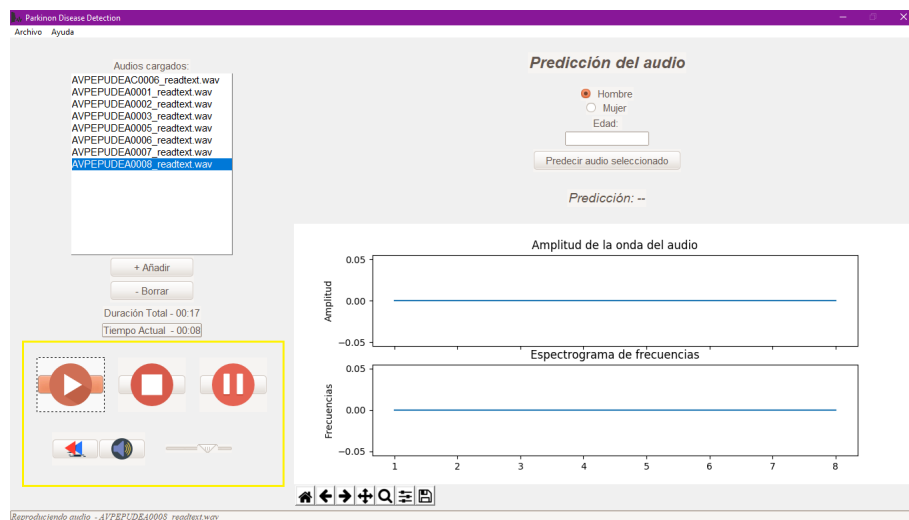 Parkinon Disease Detection
Archivo Ayuda
Audios cargados:
AVPEPUDEAC0006_readtext.wav
AVPEPUDEA0001_readtext.wav
AVPEPUDEA0002_readtext.wav
AVPEPUDEA0003_readtext.wav
AVPEPUDEA0005_readtext.wav
AVPEPUDEA0006_readtext.wav
AVPEPUDEA0007_readtext.wav
AVPEPUDEA0008_readtext.wav
+ Añadir
- Borrar
Duración Total - 00:17
Tiempo Actual - 00:08
Predicción del audio
Hombre
Mujer
Edad:
Predecir audio seleccionado
Predicción: --
Amplitud de la onda del audio
0.05
0.00
−0.05
Amplitud
Espectrograma de frecuencias
0.05
0.00
−0.05
Frecuencias
1 2 3 4 5 6 7 8
Reproduciendo audio - AVPEPUDEA0008_readtext.wav